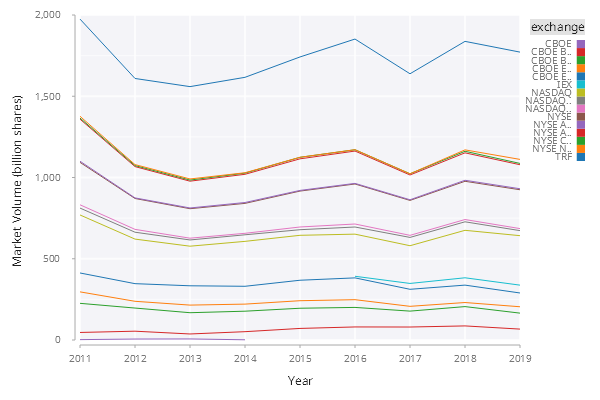 2,000
1,500
1,000
500
0
Market Volume (billion shares)
2011 2012 2013 2014 2015 2016 2017 2018 2019
Year
exchange
CBOE
CBOE B..
CBOE B..
CBOE E..
CBOE E..
IEX
NASDAQ
NASDAQ..
NASDAQ..
NYSE
NYSE A..
NYSE A..
NYSE C..
NYSE N..
TRF